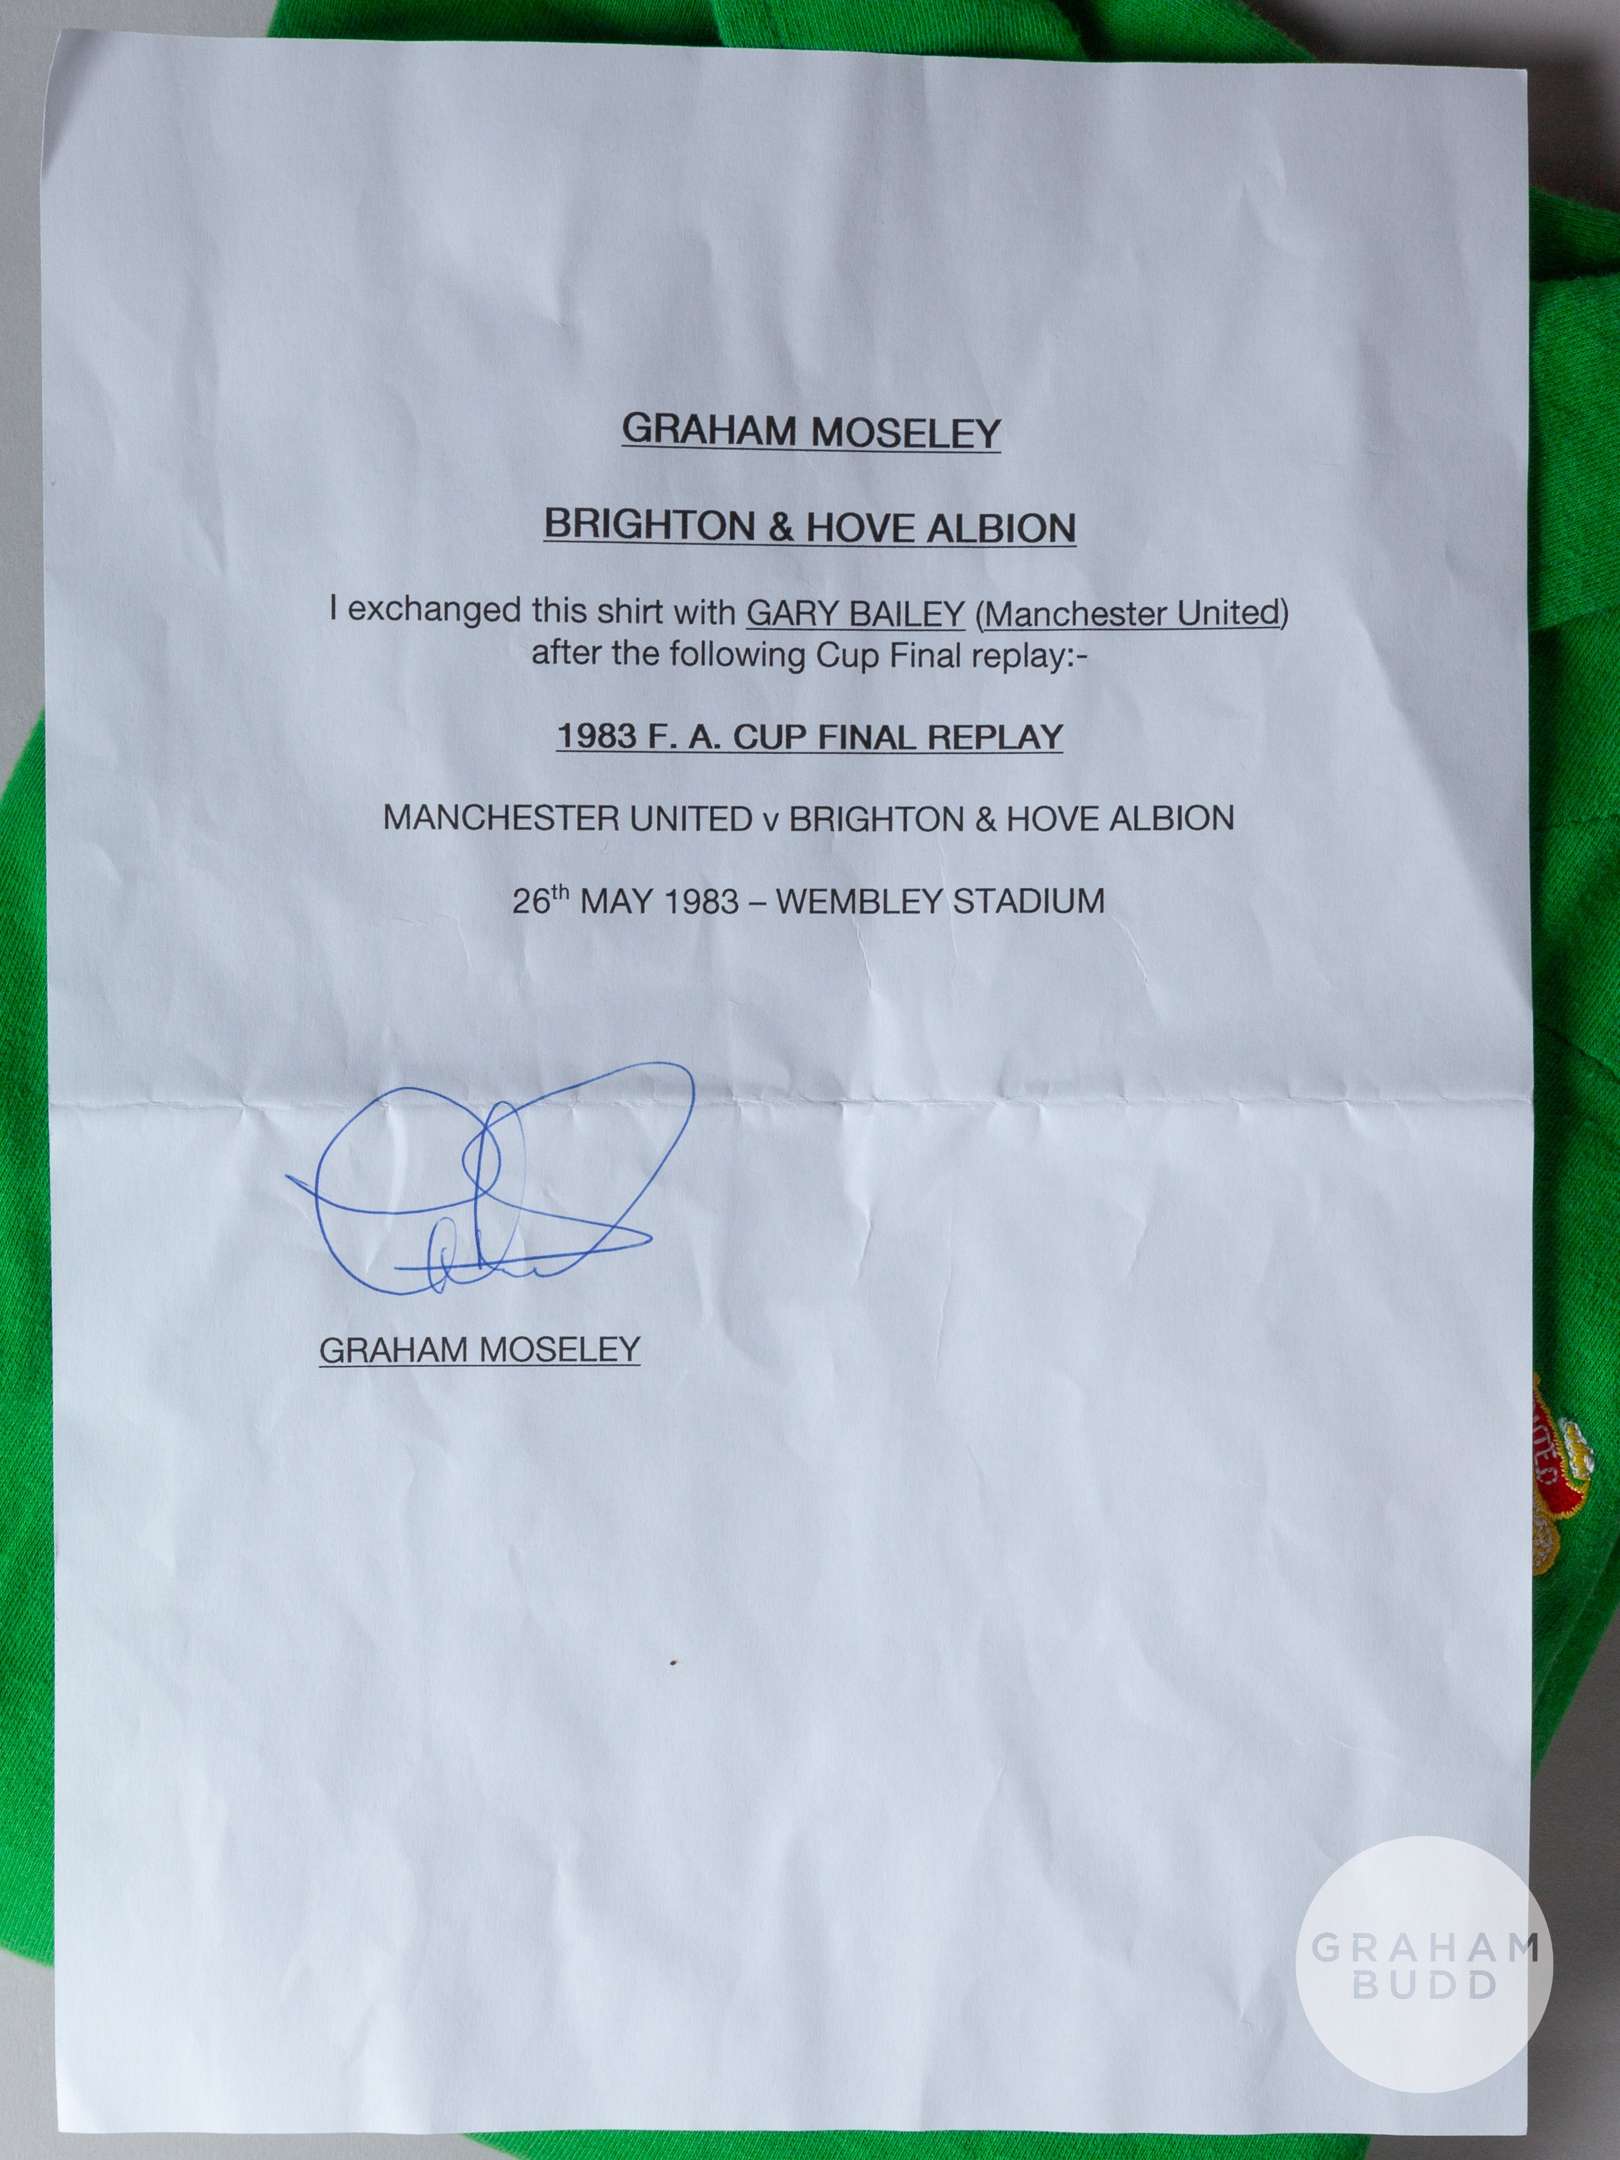 GRAHAM MOSELEY
BRIGHTON & HOVE ALBION
I exchanged this shirt with GARY BAILEY (Manchester United)
after the following Cup Final replay:-
1983 F. A. CUP FINAL REPLAY
MANCHESTER UNITED v BRIGHTON & HOVE ALBION
26th MAY 1983 – WEMBLEY STADIUM
GRAHAM MOSELEY
GRAHAM
BUDD